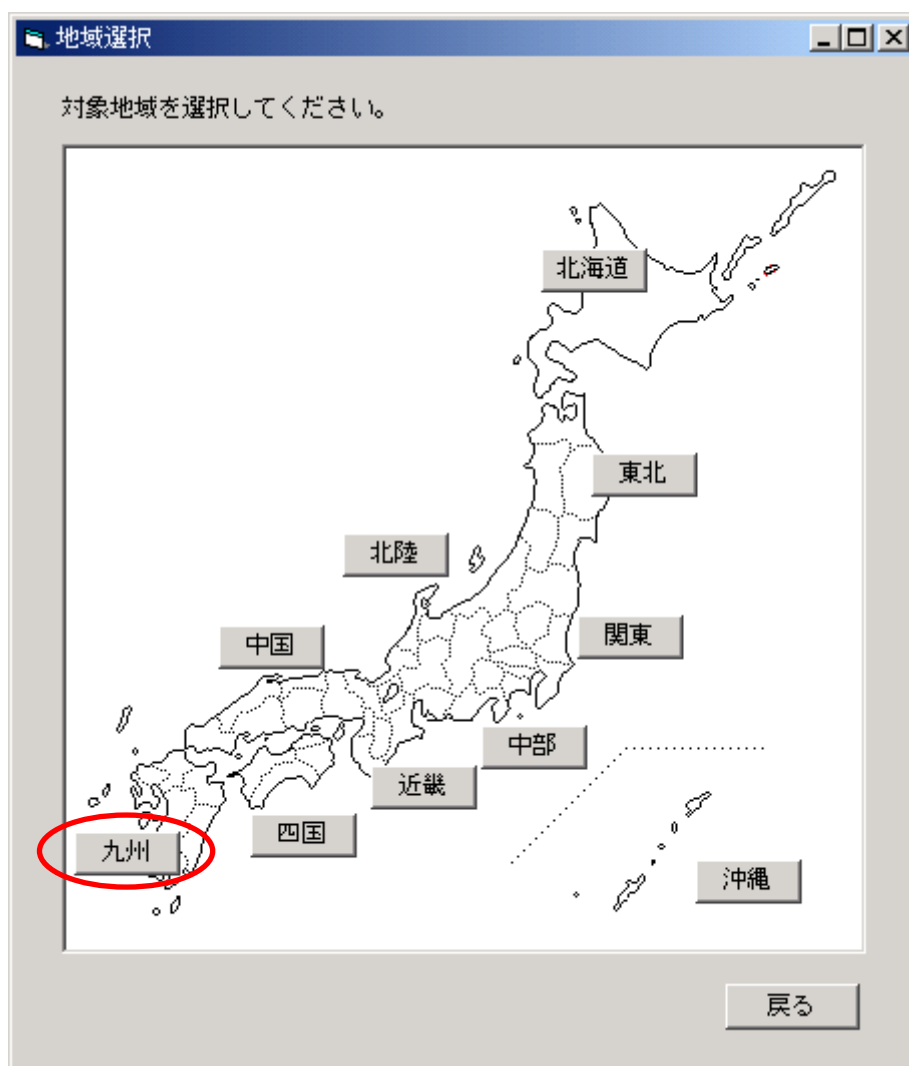 地域選択
対象地域を選択してください。
北海道
東北
北陸
関東
中国
中部
近畿
四国
九州
沖縄
戻る